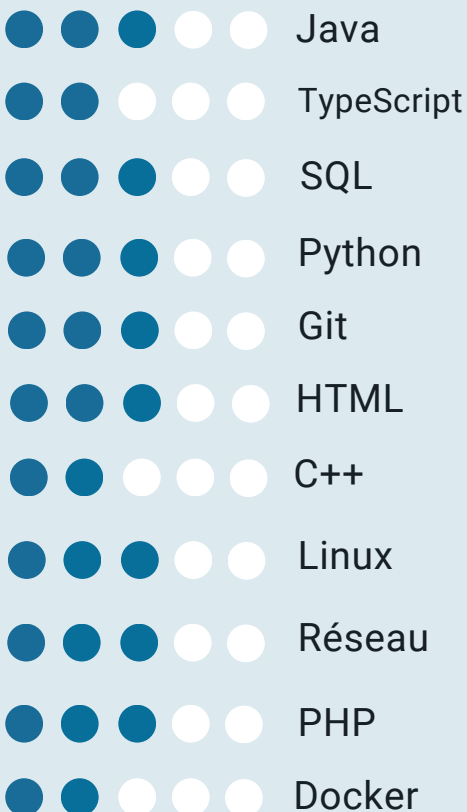 Java
TypeScript
SQL
Python
Git
HTML
C++
Linux
Réseau
PHP
Docker